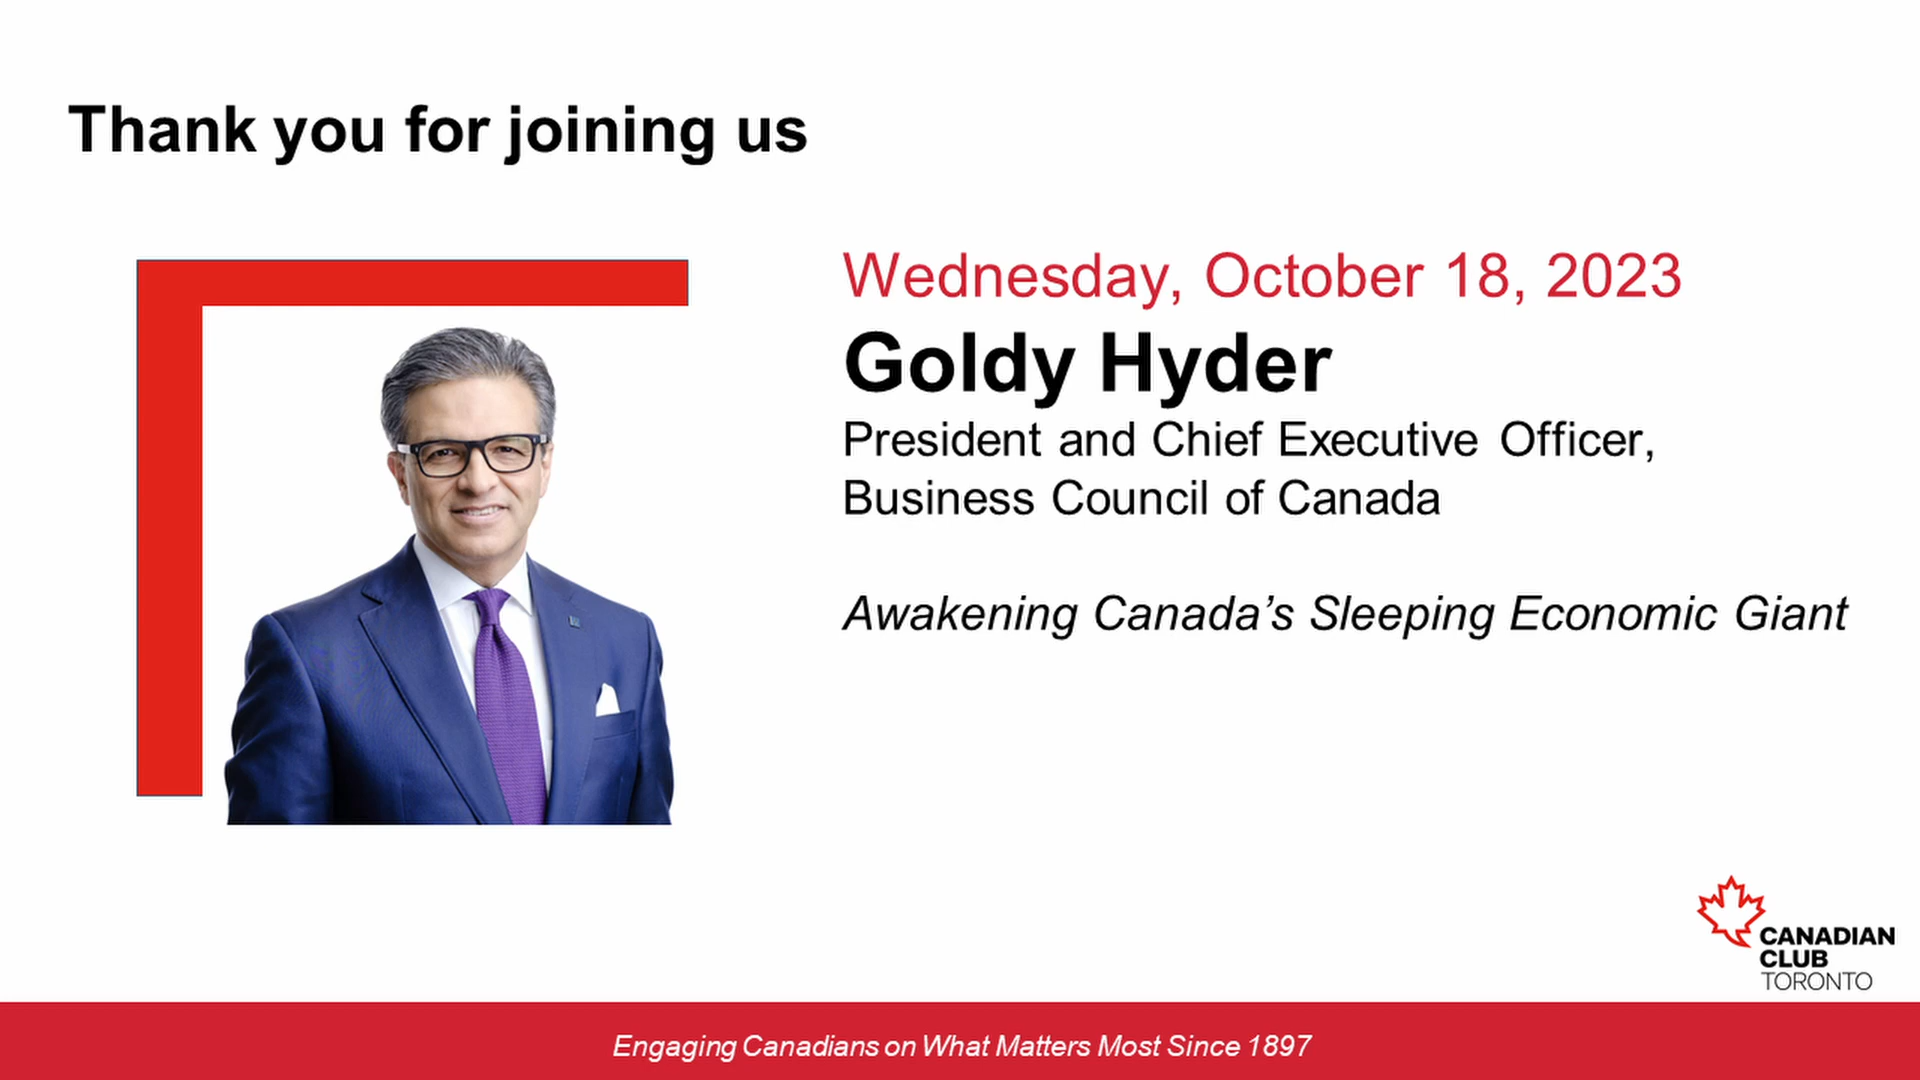 Thank you for joining us
Wednesday, October 18, 2023
Goldy Hyder
President and Chief Executive Officer,
Business Council of Canada
Awakening Canada’s Sleeping Economic Giant
CANADIAN
CLUB
TORONTO
Engaging Canadians on What Matters Most Since 1897